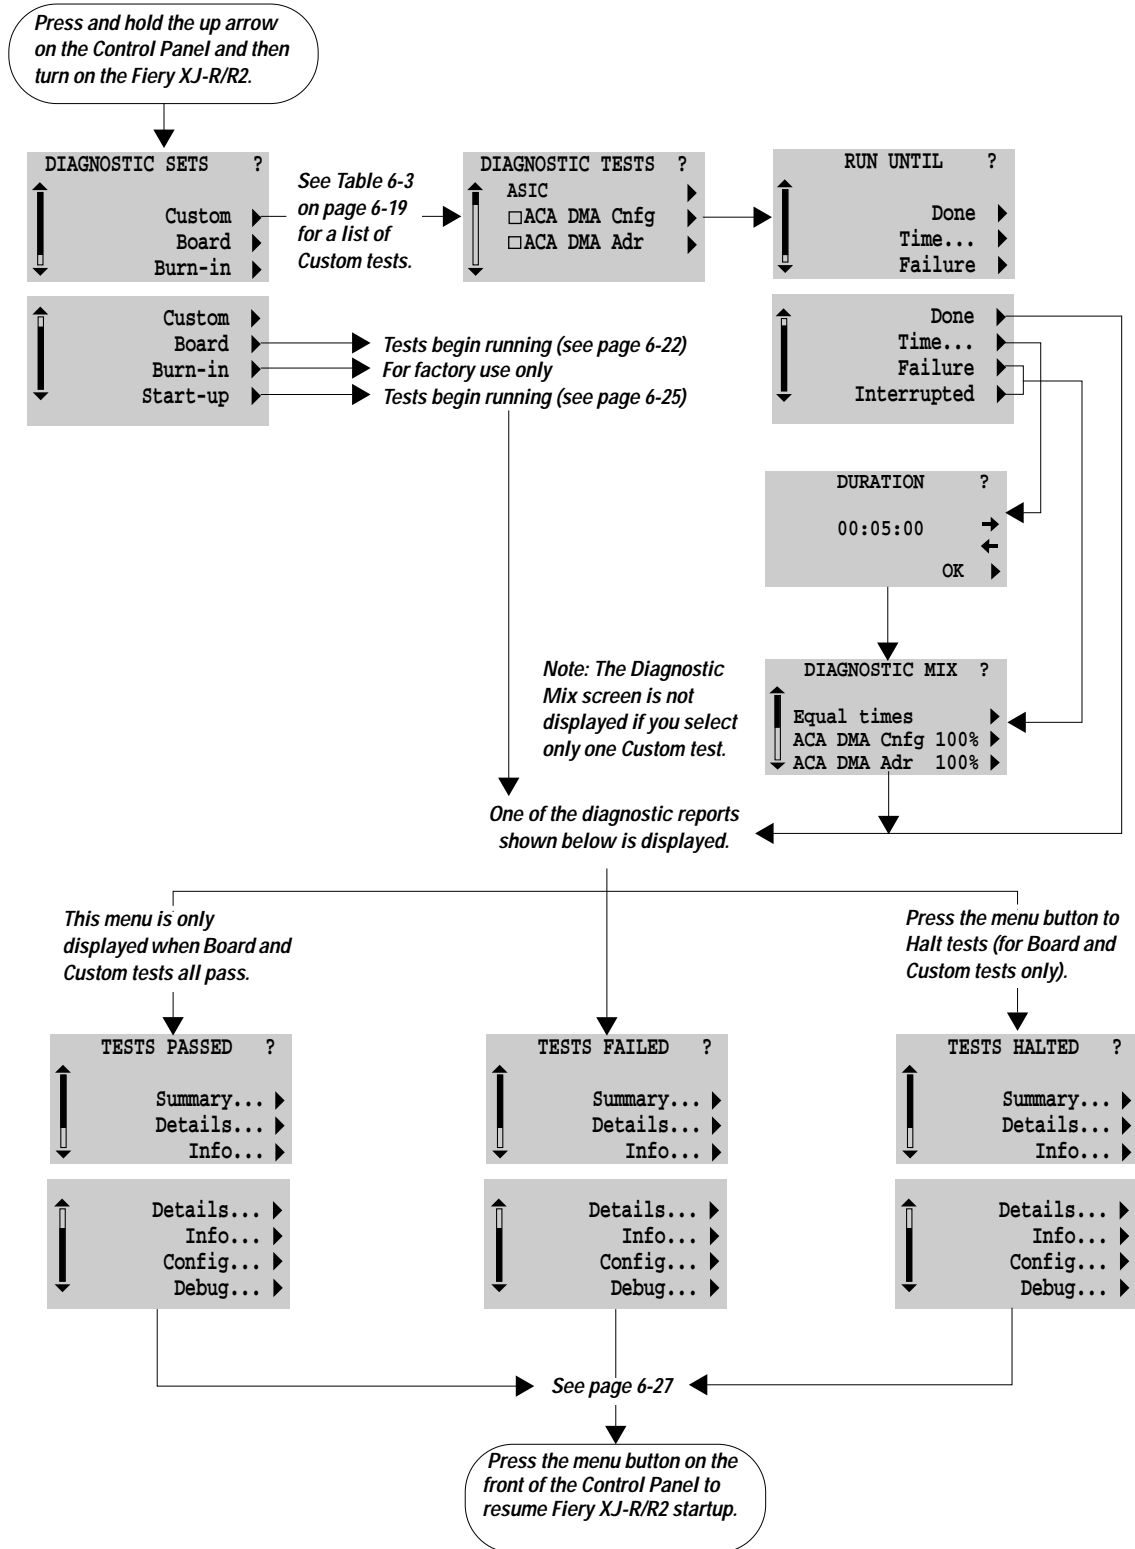 Press and hold the up arrow
on the Control Panel and then
turn on the Fiery XJ-R/R2.
DIAGNOSTIC SETS ?
Custom
Board
Burn-in
See Table 6-3
on page 6-19
for a list of
Custom tests.
DIAGNOSTIC TESTS ?
ASIC
ACA DMA Cnfg
ACA DMA Adr
RUN UNTIL ?
Done
Time...
Failure
Custom
Board
Burn-in
Start-up
Tests begin running (see page 6-22)
For factory use only
Tests begin running (see page 6-25)
Done
Time...
Failure
Interrupted
DURATION ?
00:05:00
OK
Note: The Diagnostic
Mix screen is not
displayed if you select
only one Custom test.
DIAGNOSTIC MIX ?
Equal times
ACA DMA Cnfg 100%
ACA DMA Adr 100%
One of the diagnostic reports
shown below is displayed.
This menu is only
displayed when Board and
Custom tests all pass.
Press the menu button to
Halt tests (for Board and
Custom tests only).
TESTS PASSED ?
Summary...
Details...
Info...
Details...
Info...
Config...
Debug...
TESTS FAILED ?
Summary...
Details...
Info...
Details...
Info...
Config...
Debug...
TESTS HALTED ?
Summary...
Details...
Info...
Details...
Info...
Config...
Debug...
See page 6-27
Press the menu button on the
front of the Control Panel to
resume Fiery XJ-R/R2 startup.